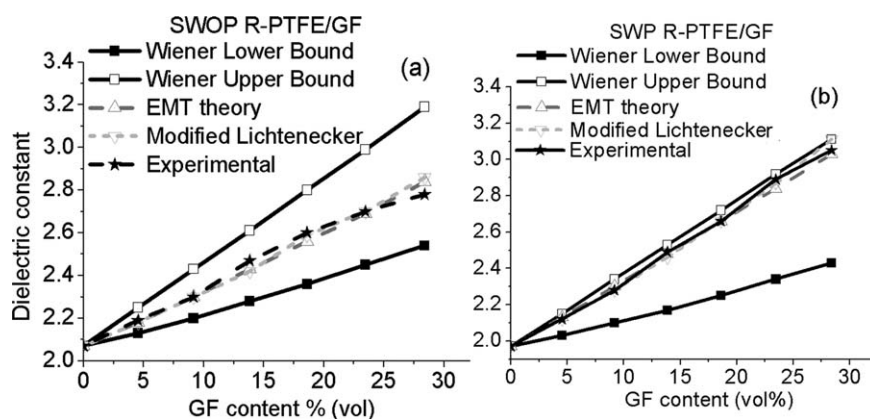 SWOP R-PTFE/GF
Wiener Lower Bound
Wiener Upper Bound
EMT theory
Modified Lichtenecker
Experimental
(a)
3.4
3.2
3.0
2.8
2.6
2.4
2.2
2.0
Dielectric constant
0 5 10 15 20 25 30
GF content % (vol)
SWP R-PTFE/GF
Wiener Lower Bound
Wiener Upper Bound
EMT theory
Modified Lichtenecker
Experimental
(b)
3.4
3.2
3.0
2.8
2.6
2.4
2.2
2.0
0 5 10 15 20 25 30
GF content (vol%)